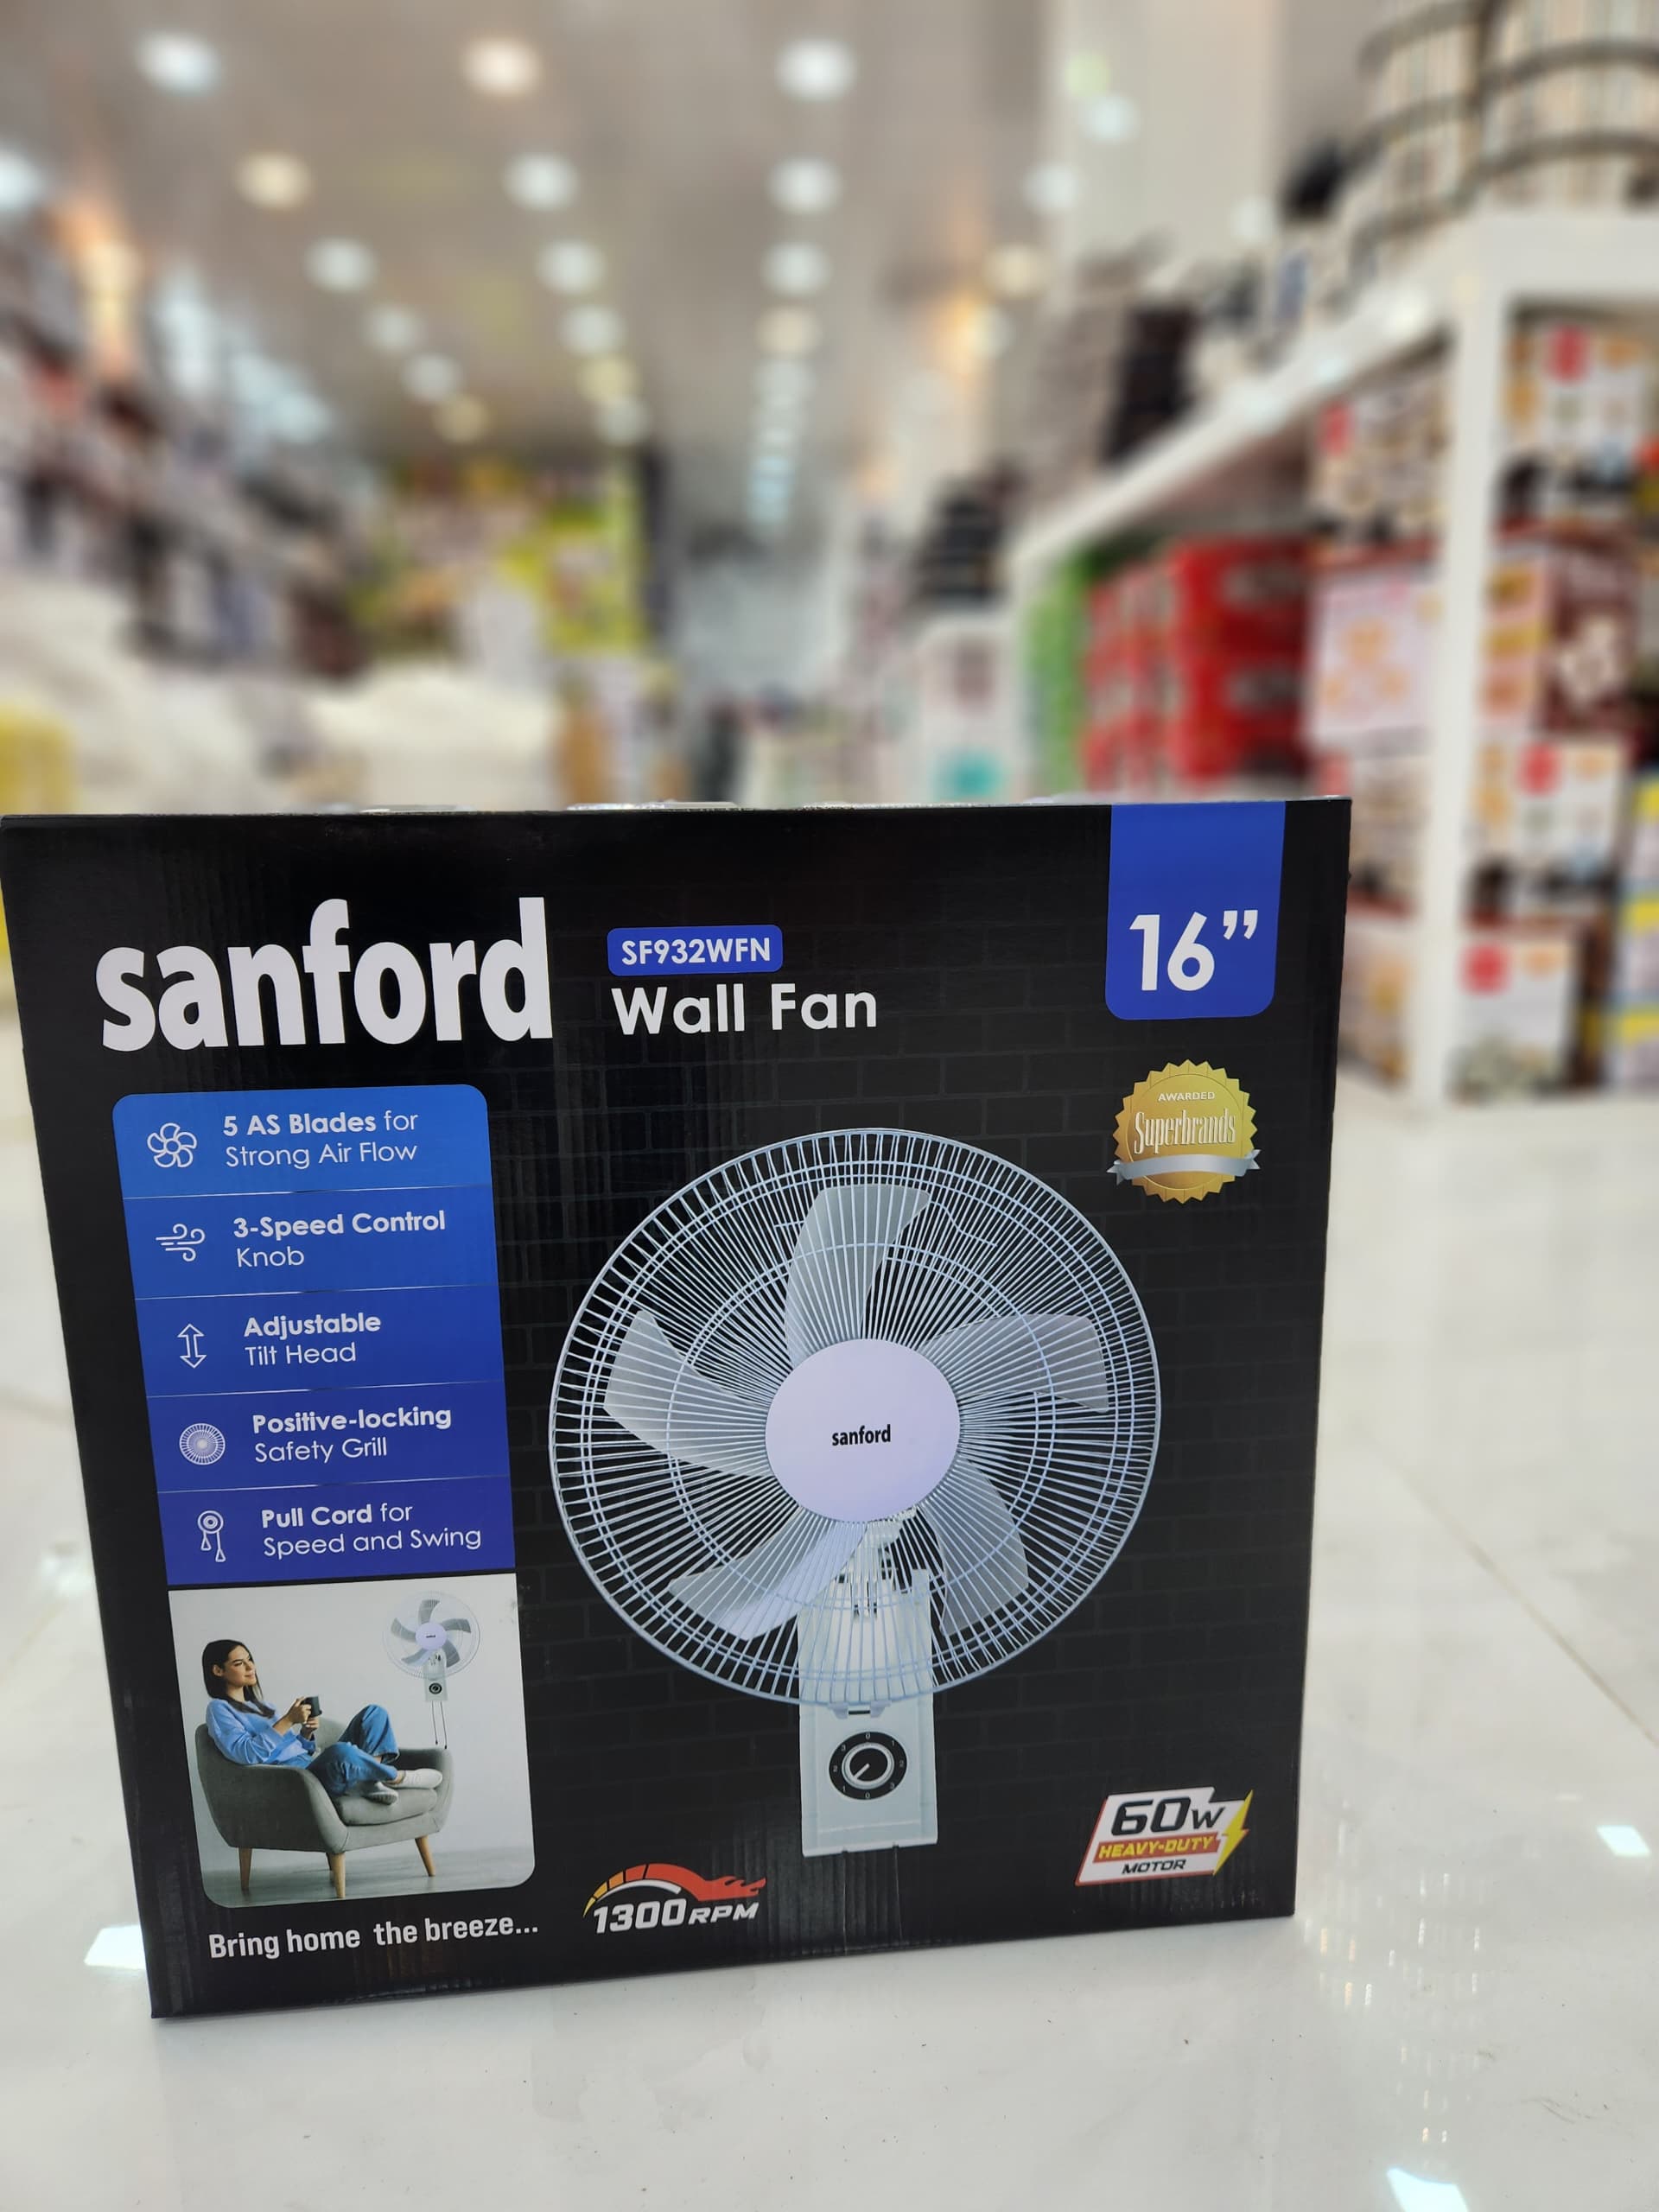 sanford
SF932WFN
Wall Fan
16”
AWARDED
Superbrands
5 AS Blades for
Strong Air Flow
3-Speed Control
Knob
Adjustable
Tilt Head
Positive-locking
Safety Grill
Pull Cord for
Speed and Swing
sanford
60W
HEAVY-DUTY
MOTOR
1300 RPM
Bring home the breeze...